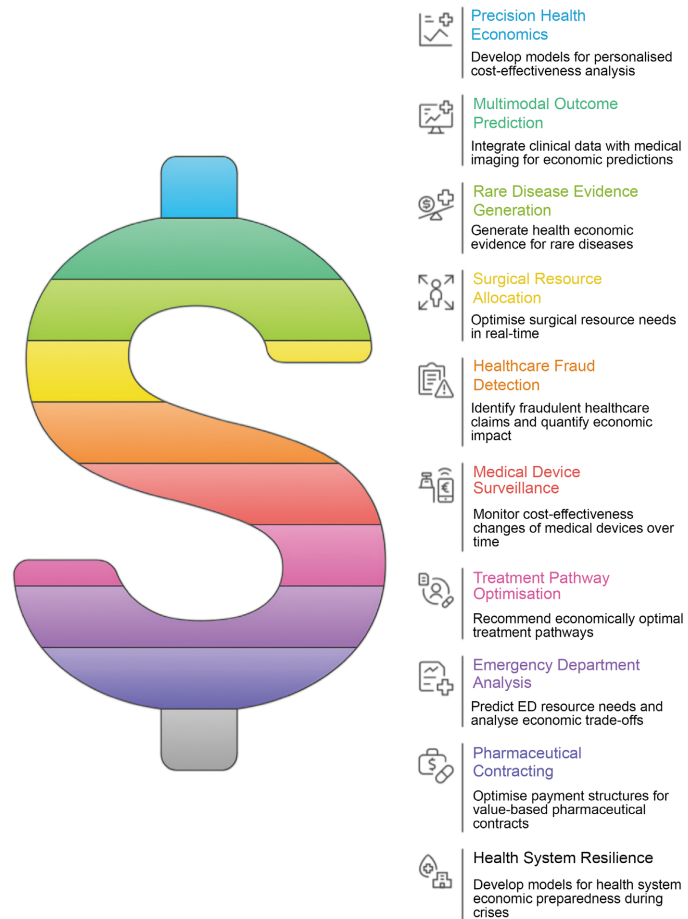 Precision Health
Economics
Develop models for personalised
cost-effectiveness analysis
Multimodal Outcome
Prediction
Integrate clinical data with medical
imaging for economic predictions
Rare Disease Evidence
Generation
Generate health economic
evidence for rare diseases
Surgical Resource
Allocation
Optimise surgical resource needs
in real-time
Healthcare Fraud
Detection
Identify fraudulent healthcare
claims and quantify economic
impact
Medical Device
Surveillance
Monitor cost-effectiveness
changes of medical devices over
time
Treatment Pathway
Optimisation
Recommend economically optimal
treatment pathways
Emergency Department
Analysis
Predict ED resource needs and
analyse economic trade-offs
Pharmaceutical
Contracting
Optimise payment structures for
value-based pharmaceutical
contracts
Health System Resilience
Develop models for health system
economic preparedness during
crises